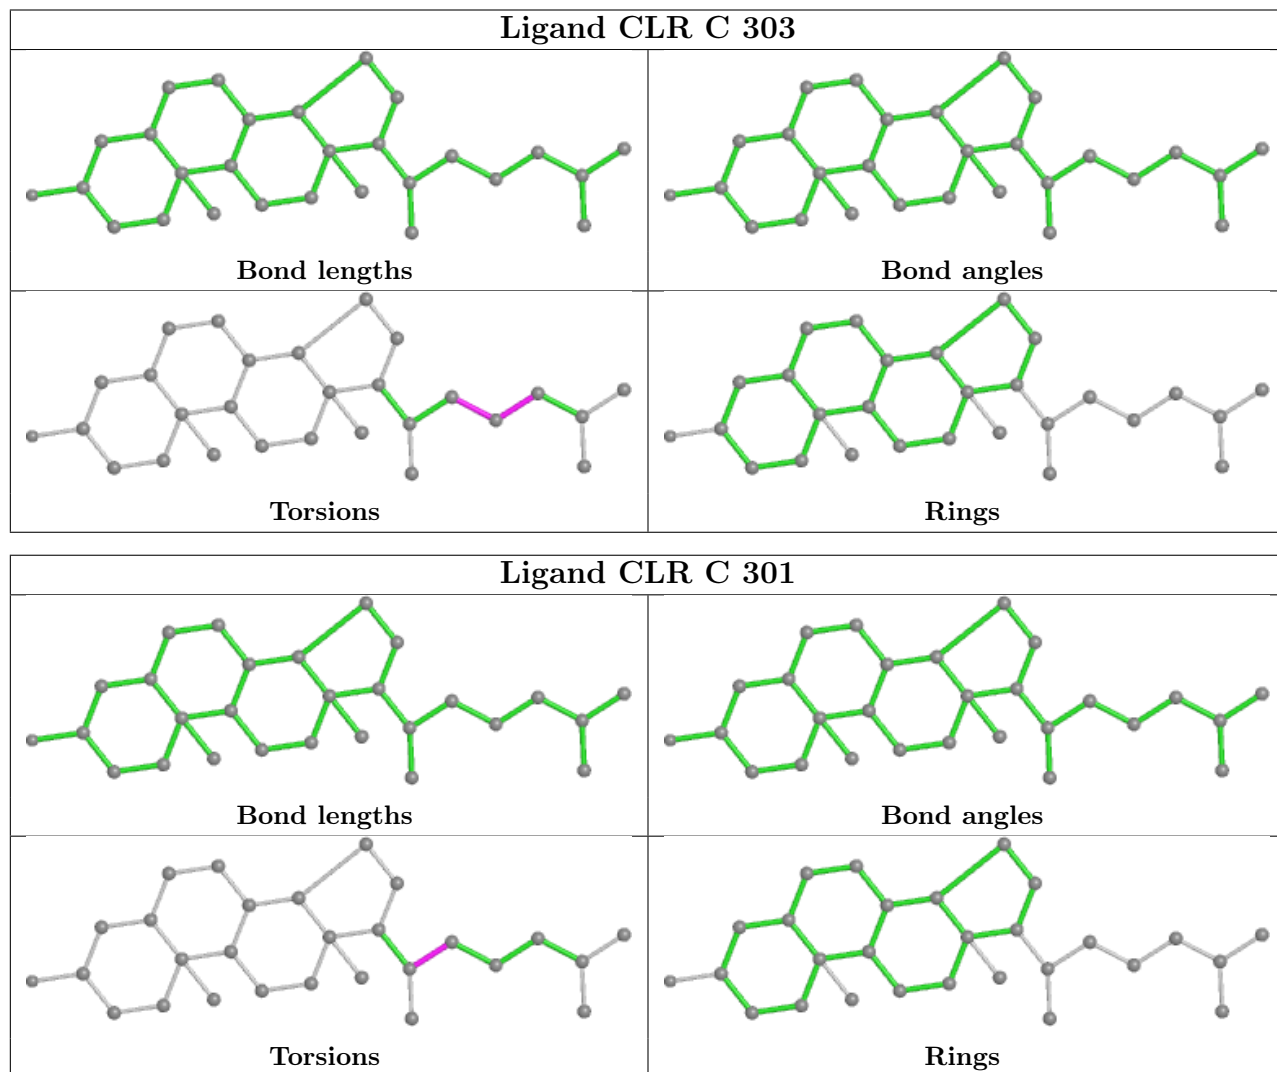 Ligand CLR C 303
Bond lengths
Bond angles
Torsions
Rings
Ligand CLR C 301
Bond lengths
Bond angles
Torsions
Rings